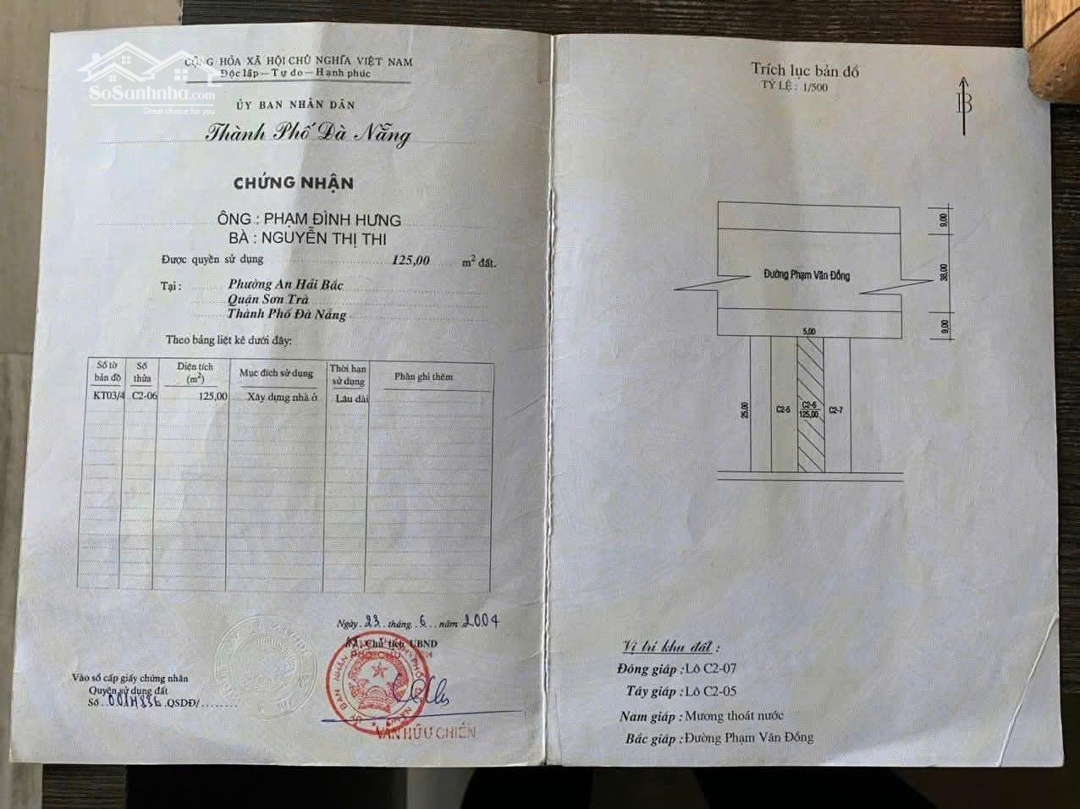 CỘNG HÒA XÃ HỘI CHỦ NGHĨA VIỆT NAM
Độc lập — Tự do — Hạnh phúc
SoSanhnha.com
Great choice for you
ỦY BAN NHÂN DÂN
Thành Phố Đà Nẵng
CHỨNG NHẬN
ÔNG : PHẠM ĐÌNH HƯNG
BÀ : NGUYỄN THỊ THI
Được quyền sử dụng 125,00 m² đất.
Tại : Phường An Hải Bắc
Quận Sơn Trà
Thành Phố Đà Nẵng
Theo bảng liệt kê dưới đây:
Số tờ bản đồ Số thửa Diện tích (m²) Mục đích sử dụng Thời hạn sử dụng Phần ghi thêm
KT03/4 C2-06 125,00 Xây dựng nhà ở Lâu dài
Ngày 23 tháng 6 năm 2004
KT, Chủ tịch UBND
PHÓ CHỦ TỊCH
VĂN HỮU CHIẾN
Vào sổ cấp giấy chứng nhận
Quyền sử dụng đất
Số QSDĐ/
Trích lục bản đồ
TỶ LỆ : 1/500
B
9,00
Đường Phạm Văn Đồng
38,00
9,00
5,00
25,00
C2-5
C2-6
125,00
C2-7
Vị trí khu đất :
Đông giáp : Lô C2-07
Tây giáp : Lô C2-05
Nam giáp : Mương thoát nước
Bắc giáp : Đường Phạm Văn Đồng